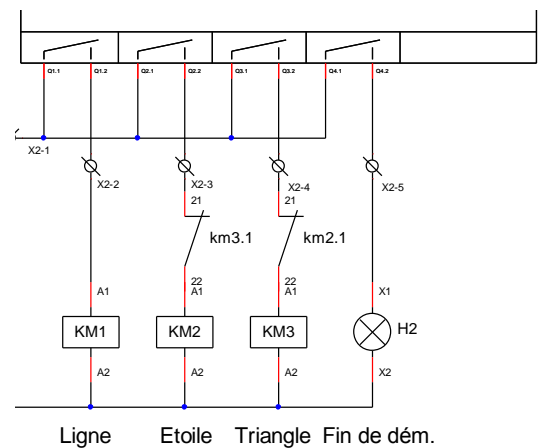 Q1.1 Q1.2 Q2.1 Q2.2 Q3.1 Q3.2 Q4.1 Q4.2
X2-1
X2-2 X2-3 X2-4 X2-5
21 21
km3.1 km2.1
22 22
A1 A1 A1 X1
KM1 KM2 KM3 H2
A2 A2 A2 X2
Ligne Etoile Triangle Fin de dém.